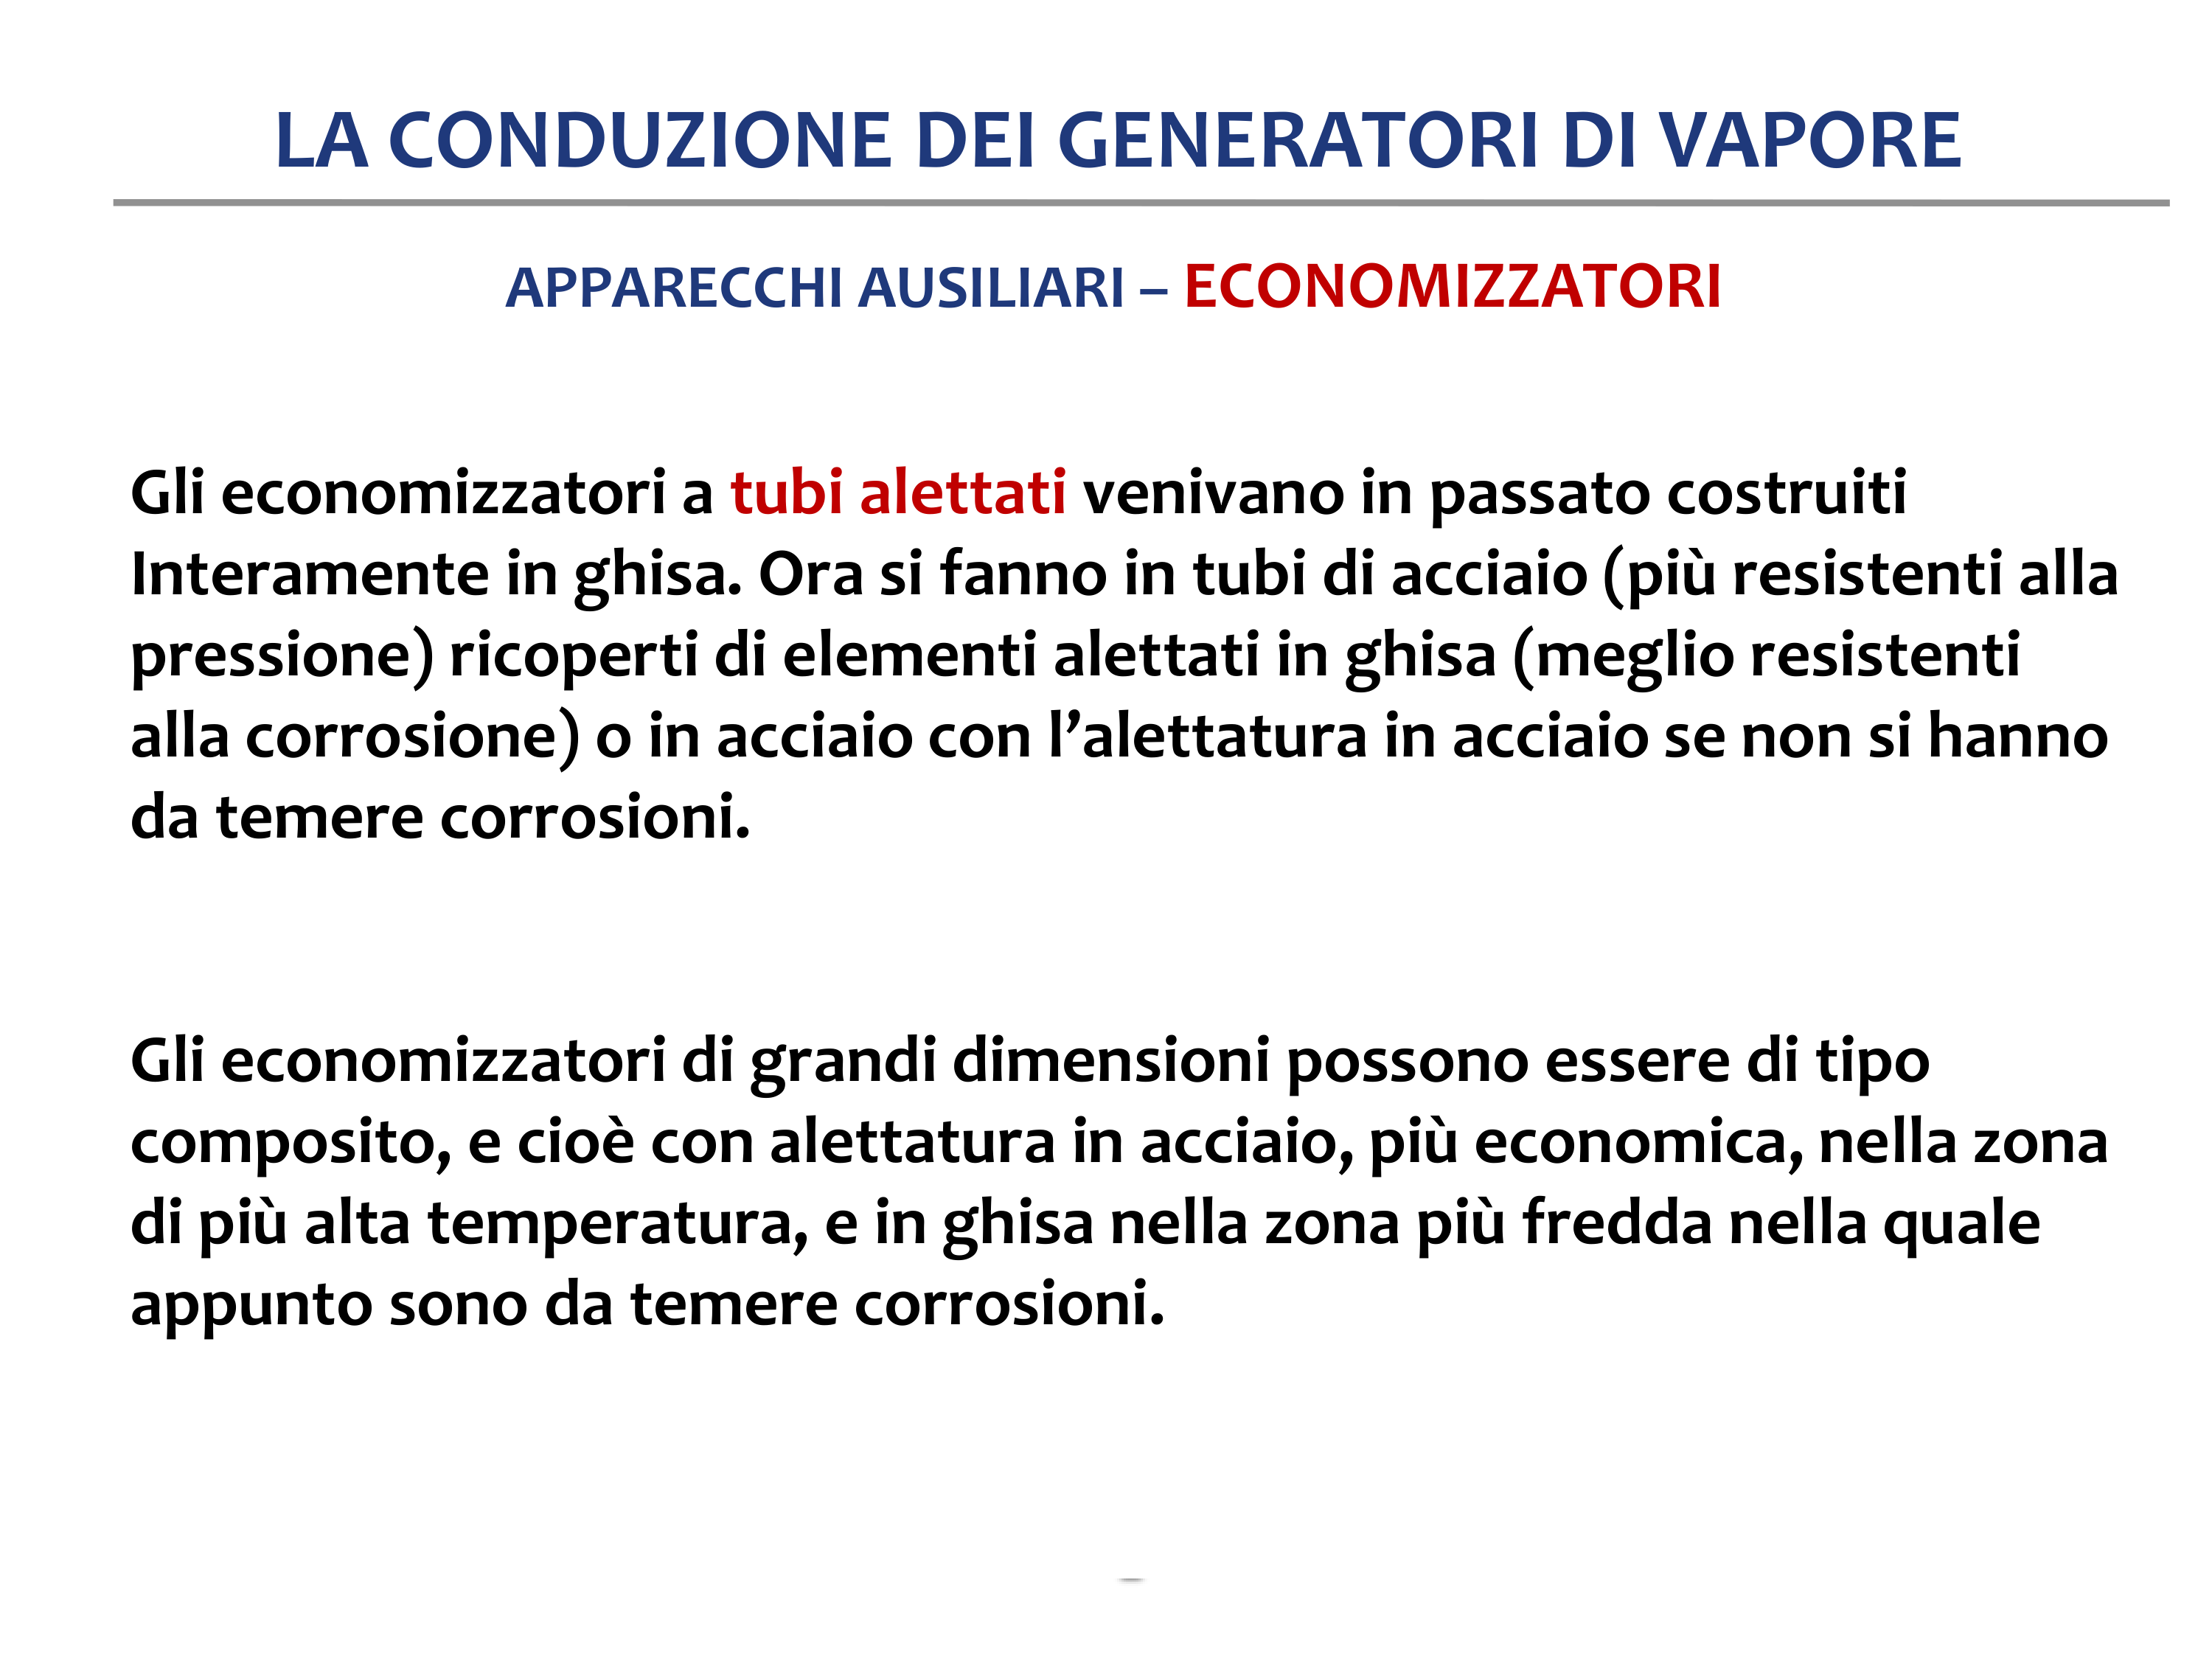 LA CONDUZIONE DEI GENERATORI DI VAPORE
APPARECCHI AUSILIARI – ECONOMIZZATORI
Gli economizzatori a tubi alettati venivano in passato costruiti
Interamente in ghisa. Ora si fanno in tubi di acciaio (più resistenti alla
pressione) ricoperti di elementi alettati in ghisa (meglio resistenti
alla corrosione) o in acciaio con l’alettatura in acciaio se non si hanno
da temere corrosioni.
Gli economizzatori di grandi dimensioni possono essere di tipo
composito, e cioè con alettatura in acciaio, più economica, nella zona
di più alta temperatura, e in ghisa nella zona più fredda nella quale
appunto sono da temere corrosioni.